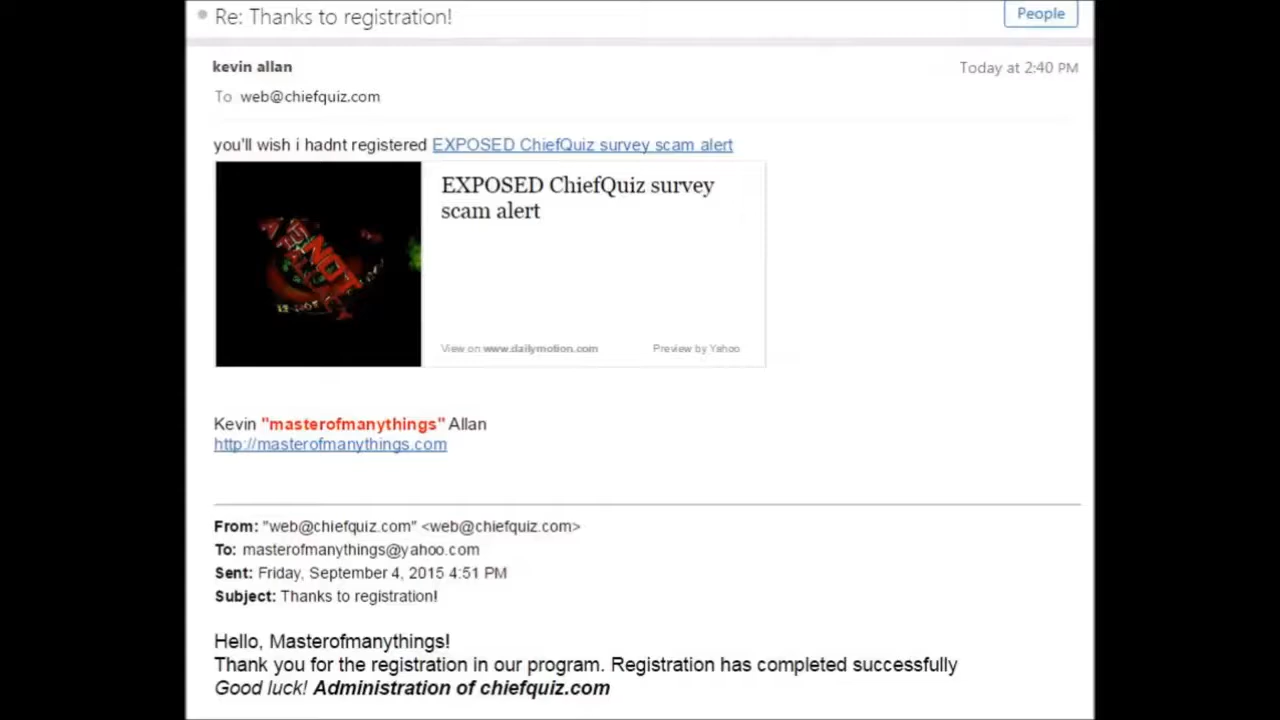 Re: Thanks to registration!
People
kevin allan
Today at 2:40 PM
To web@chiefquiz.com
you'll wish i hadnt registered EXPOSED ChiefQuiz survey scam alert
EXPOSED ChiefQuiz survey
scam alert
View on www.dailymotion.com
Preview by Yahoo
Kevin "masterofmanythings" Allan
http://masterofmanythings.com
From: "web@chiefquiz.com" <web@chiefquiz.com>
To: masterofmanythings@yahoo.com
Sent: Friday, September 4, 2015 4:51 PM
Subject: Thanks to registration!
Hello, Masterofmanythings!
Thank you for the registration in our program. Registration has completed successfully
Good luck! Administration of chiefquiz.com